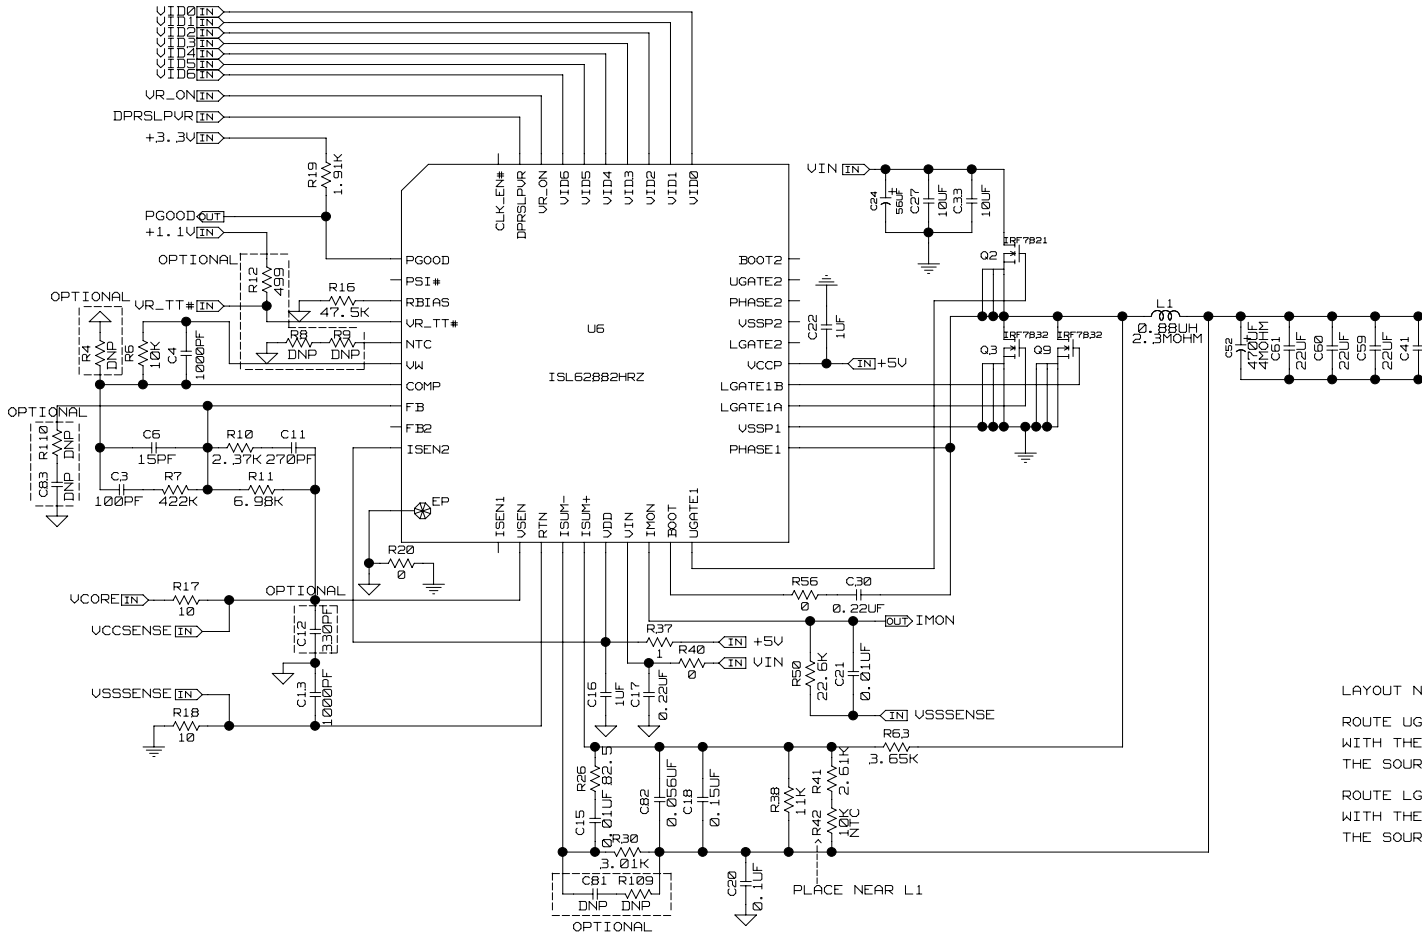 VID0 IN
VID1 IN
VID2 IN
VID3 IN
VID4 IN
VID5 IN
VID6 IN
VR_ON IN
DPRSLPVR IN
+3.3V IN
R19
1.91K
PGOOD OUT
+1.1V IN
OPTIONAL
R12
499
OPTIONAL
VR_TT# IN
R16
47.5K
R4
DNP
R6
10K
C4
1000PF
R8
DNP
R9
DNP
OPTIONAL
R110
DNP
C83
DNP
C6
15PF
R10
2.37K
C11
270PF
C3
100PF
R7
422K
R11
6.98K
CLK_EN#
DPRSLPVR
VR_ON
VID6
VID5
VID4
VID3
VID2
VID1
VID0
PGOOD
PSI#
RBIAS
VR_TT#
NTC
VW
COMP
FB
FB2
ISEN2
EP
U6
ISL62882HRZ
BOOT2
UGATE2
PHASE2
VSSP2
LGATE2
VCCP
LGATE1B
LGATE1A
VSSP1
PHASE1
ISEN1
VSEN
RTN
ISUM-
ISUM+
VDD
VIN
IMON
BOOT
UGATE1
VIN IN
C24
56UF
+
C27
10UF
C33
10UF
IRF7821
Q2
C22
1UF
IN +5V
IRF7832
Q3
IRF7832
Q9
L1
0.88UH
2.3MOHM
C52
470UF
4MOHM
C61
22UF
C60
22UF
C59
22UF
C41
R20
0
VCORE IN
R17
10
VCCSENSE IN
OPTIONAL
C12
330PF
VSSSENSE IN
R18
10
C13
1000PF
R56
0
C30
0.22UF
OUT IMON
R37
1
IN +5V
R40
0
IN VIN
C16
1UF
C17
0.22UF
R50
22.6K
C21
0.01UF
IN VSSSENSE
R63
3.65K
R26
82.5
C15
0.01UF
C82
0.056UF
C18
0.15UF
R38
11K
R41
2.61K
R42
10K
NTC
R30
3.01K
C81
DNP
R109
DNP
OPTIONAL
C20
0.1UF
PLACE NEAR L1
LAYOUT N
ROUTE UG
WITH THE
THE SOUR
ROUTE LG
WITH THE
THE SOUR